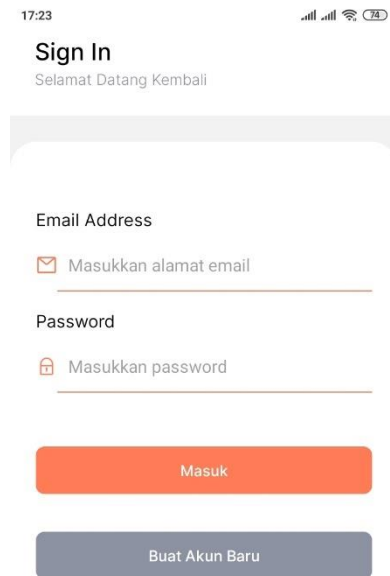 17:23
74
Sign In
Selamat Datang Kembali
Email Address
Masukkan alamat email
Password
Masukkan password
Masuk
Buat Akun Baru